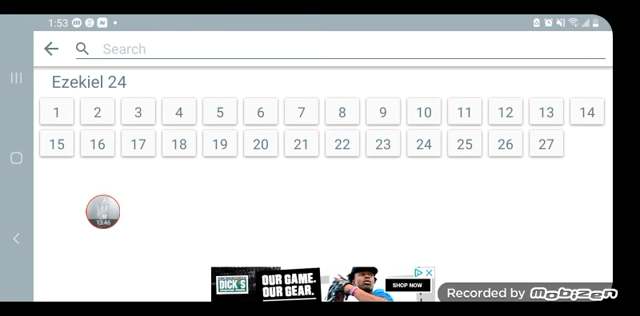 1:53
Search
Ezekiel 24
1 2 3 4 5 6 7 8 9 10 11 12 13 14
15 16 17 18 19 20 21 22 23 24 25 26 27
13:46
DICK'S
OUR GAME.
OUR GEAR.
SHOP NOW
Recorded by MOBIZEN